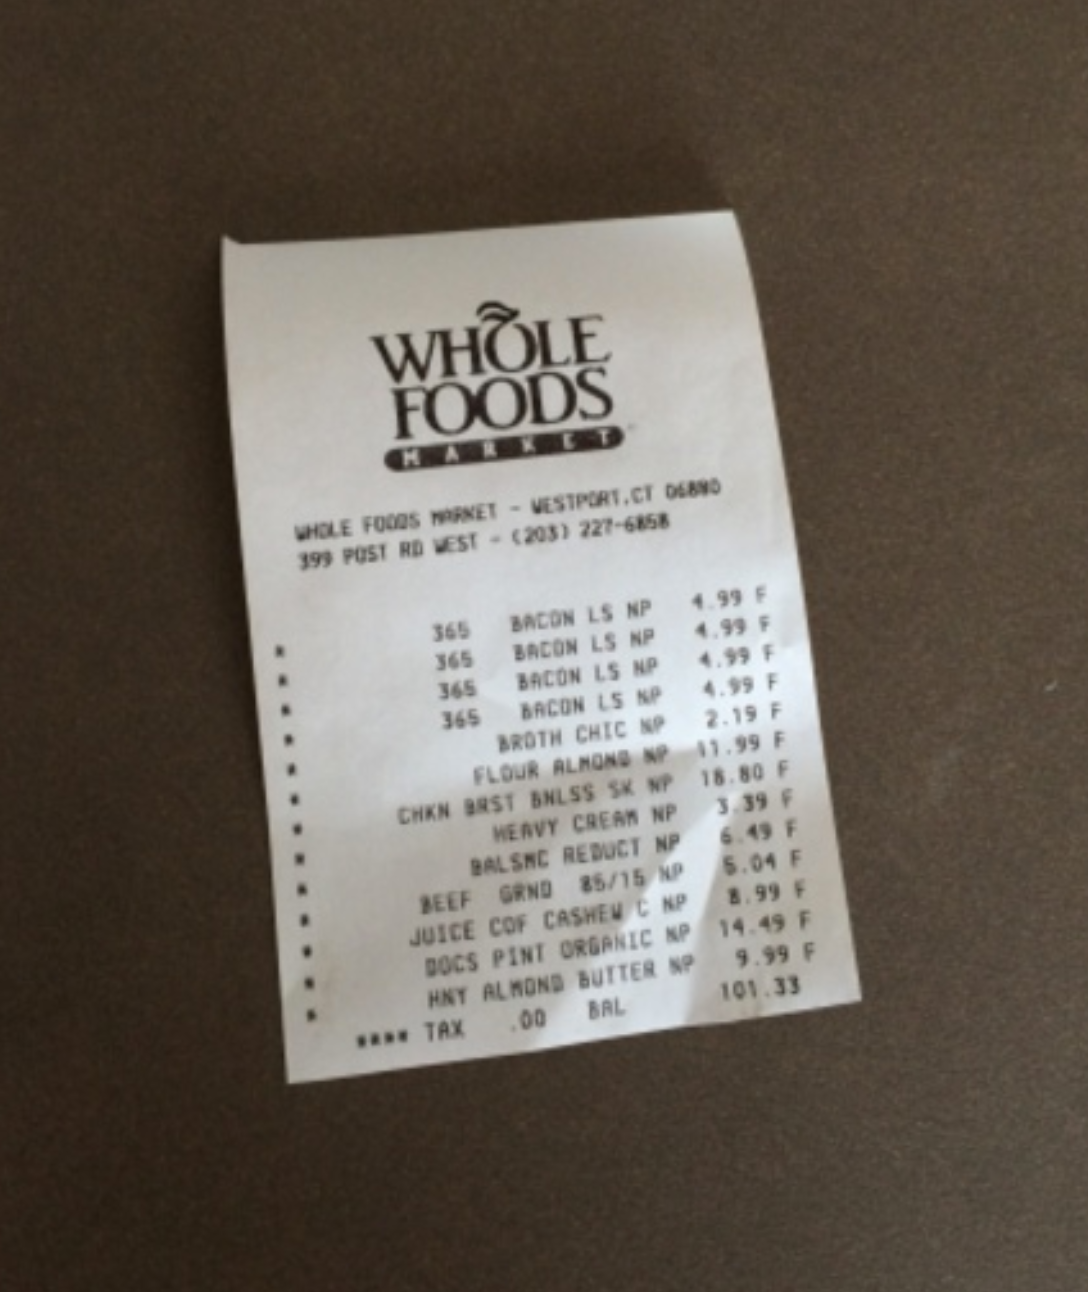 WHOLE
FOODS
MARKET
WHOLE FOODS MARKET - WESTPORT,CT 06880
399 POST RD WEST - (203) 227-6858
365 BACON LS NP 4.99 F
* 365 BACON LS NP 4.99 F
* 365 BACON LS NP 4.99 F
* 365 BACON LS NP 4.99 F
* BROTH CHIC NP 2.19 F
* FLOUR ALMOND NP 11.99 F
* CHKN BRST BNLSS SK NP 18.80 F
* HEAVY CREAM NP 3.39 F
* BALSMC REDUCT NP 6.49 F
* BEEF GRND 85/15 NP 5.04 F
* JUICE COF CASHEW C NP 8.99 F
* DOCS PINT ORGANIC NP 14.49 F
* HNY ALMOND BUTTER NP 9.99 F
* **** TAX .00 BAL 101.33